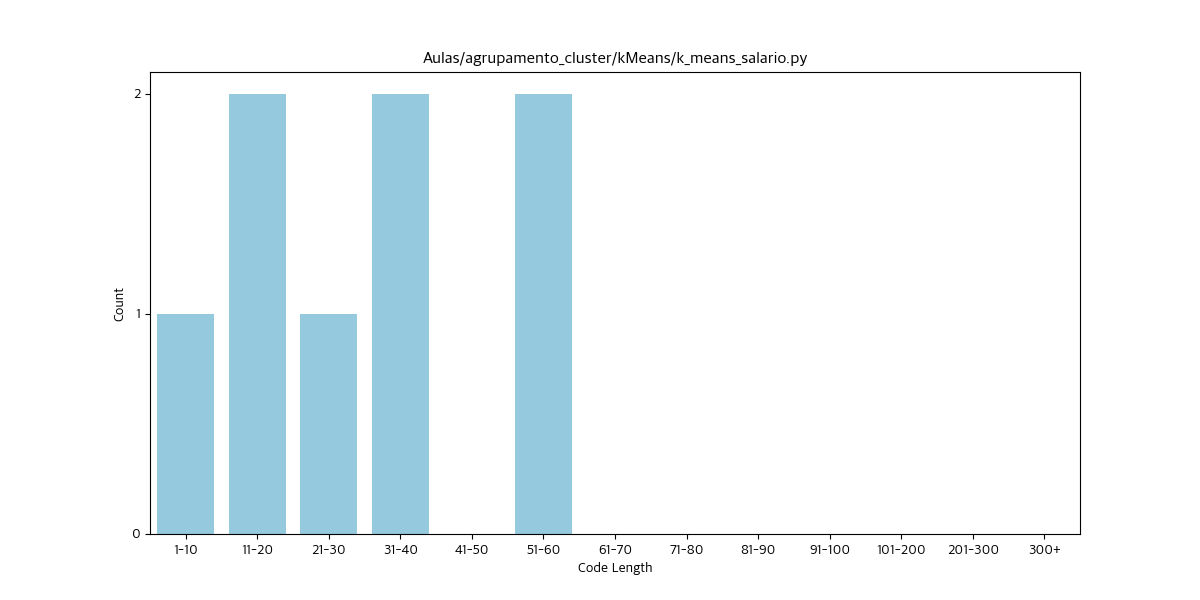 Aulas/agrupamento_cluster/kMeans/k_means_salario.py
2
1
0
Count
1-10 11-20 21-30 31-40 41-50 51-60 61-70 71-80 81-90 91-100 101-200 201-300 300+
Code Length